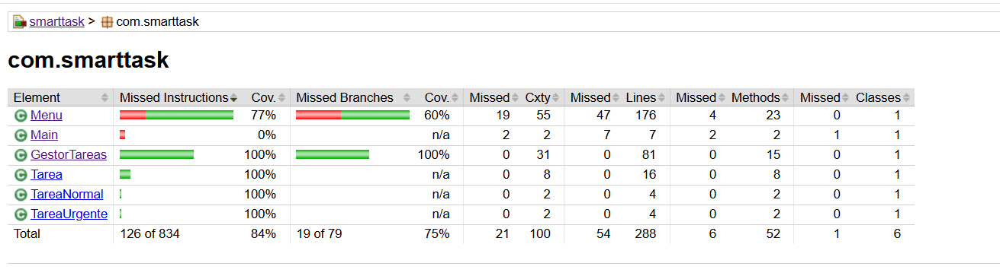 smarttask > com.smarttask
com.smarttask
Element Missed Instructions Cov. Missed Branches Cov. Missed Cxty Missed Lines Missed Methods Missed Classes
Menu 77% 60% 19 55 47 176 4 23 0 1
Main 0% n/a 2 2 7 7 2 2 1 1
GestorTareas 100% 100% 0 31 0 81 0 15 0 1
Tarea 100% n/a 0 8 0 16 0 8 0 1
TareaNormal 100% n/a 0 2 0 4 0 2 0 1
TareaUrgente 100% n/a 0 2 0 4 0 2 0 1
Total 126 of 834 84% 19 of 79 75% 21 100 54 288 6 52 1 6